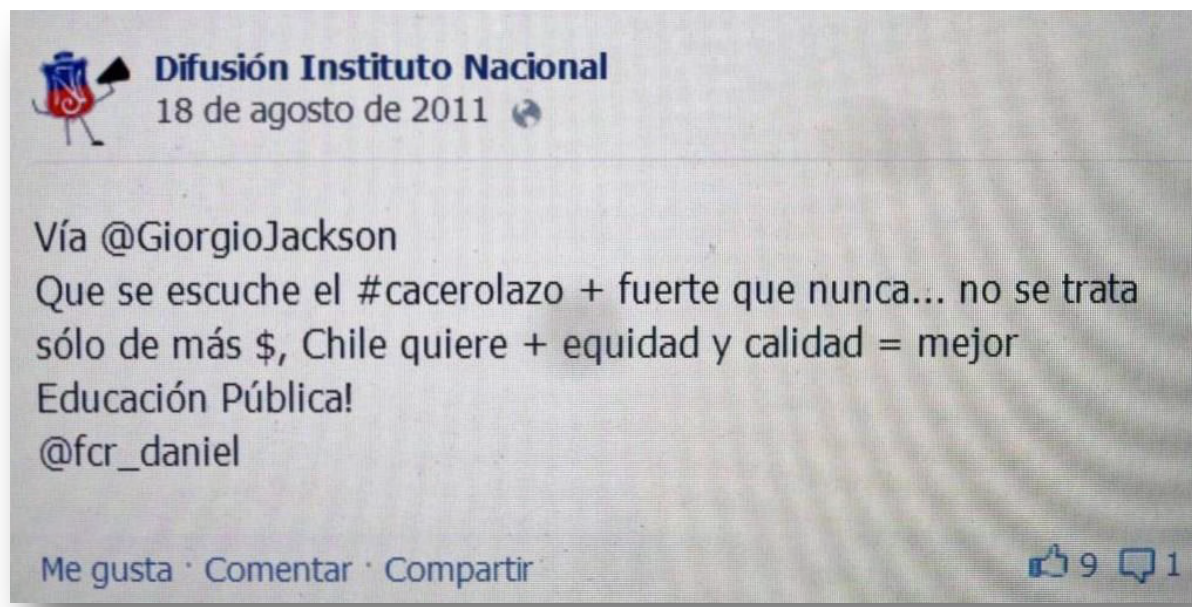 Difusión Instituto Nacional
18 de agosto de 2011
Vía @GiorgioJackson
Que se escuche el #cacerolazo + fuerte que nunca... no se trata
sólo de más $, Chile quiere + equidad y calidad = mejor
Educación Pública!
@fcr_daniel
Me gusta · Comentar · Compartir 9 1